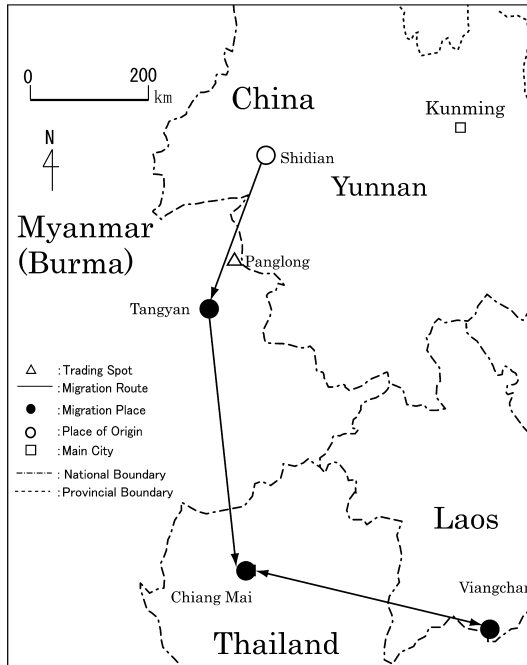 0 200
km
China
Kunming
N
Shidian
Yunnan
Myanmar
(Burma)
Panglong
Tangyan
: Trading Spot
: Migration Route
: Migration Place
: Place of Origin
: Main City
: National Boundary
: Provincial Boundary
Laos
Viangchan
Chiang Mai
Thailand